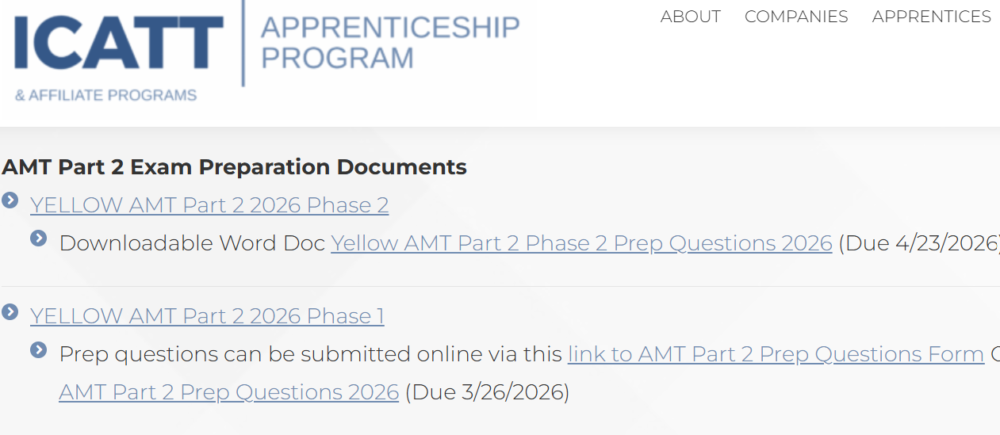 ICATT
APPRENTICESHIP
PROGRAM
& AFFILIATE PROGRAMS
ABOUT COMPANIES APPRENTICES
AMT Part 2 Exam Preparation Documents
YELLOW AMT Part 2 2026 Phase 2
Downloadable Word Doc Yellow AMT Part 2 Phase 2 Prep Questions 2026 (Due 4/23/2026)
YELLOW AMT Part 2 2026 Phase 1
Prep questions can be submitted online via this link to AMT Part 2 Prep Questions Form
AMT Part 2 Prep Questions 2026 (Due 3/26/2026)